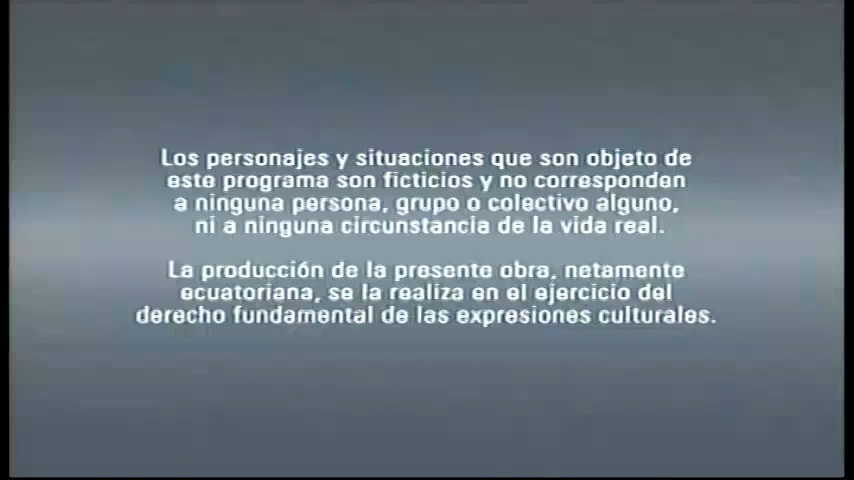 Los personajes y situaciones que son objeto de
este programa son ficticios y no corresponden
a ninguna persona, grupo o colectivo alguno,
ni a ninguna circunstancia de la vida real.
La producción de la presente obra, netamente
ecuatoriana, se la realiza en el ejercicio del
derecho fundamental de las expresiones culturales.